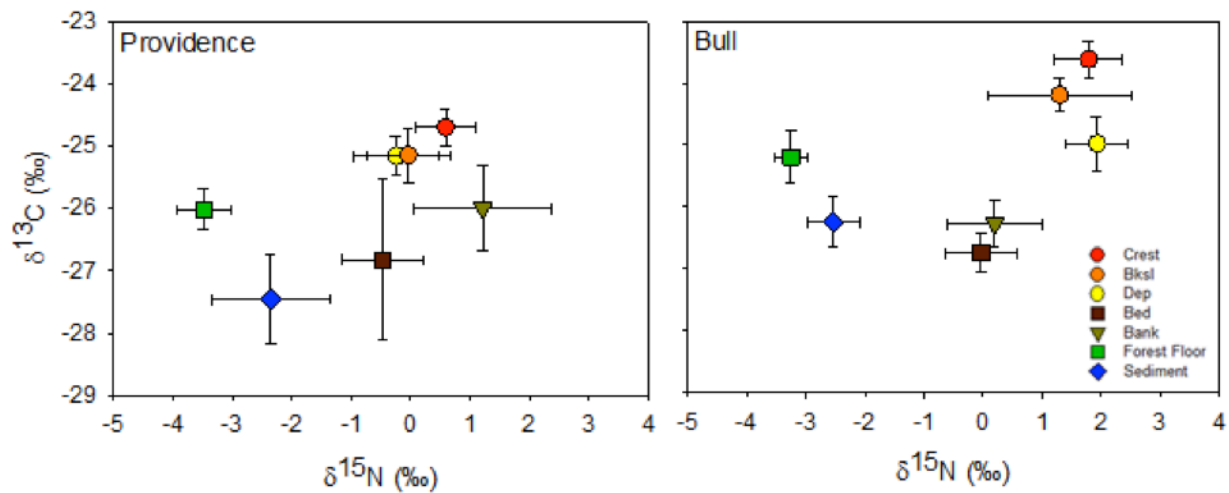 Providence
Bull
-23
-24
-25
-26
-27
-28
-29
δ13C (‰)
-5 -4 -3 -2 -1 0 1 2 3 4
-5 -4 -3 -2 -1 0 1 2 3 4
δ15N (‰)
δ15N (‰)
Crest
Bksl
Dep
Bed
Bank
Forest Floor
Sediment